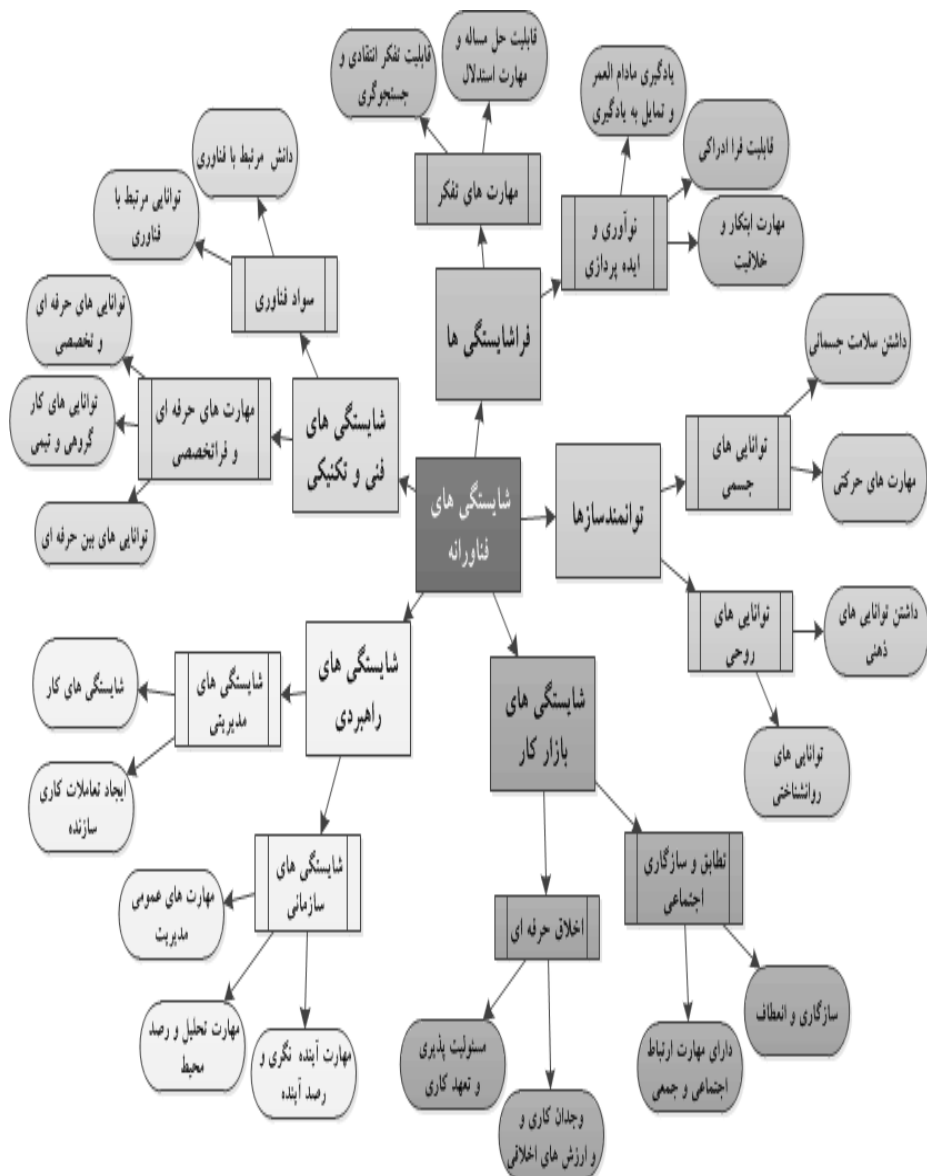 قابلیت حل مساله و
مهارت استدلال
قابلیت تفکر انتقادی و
جستجوگری
یادگیری مادام العمر
و تمایل به یادگیری
قابلیت فرا ادراکی
مهارت ابتکار و
خلاقیت
مهارت های تفکر
نوآوری و
ایده پردازی
فراشایستگی ها
دانش مرتبط با فناوری
توانایی مرتبط با
فناوری
سواد فناوری
توانایی های حرفه ای
و تخصصی
توانایی های کار
گروهی و تیمی
توانایی های بین حرفه ای
مهارت های حرفه ای
و فراتخصصی
شایستگی های
فنی و تکنیکی
شایستگی های
فناورانه
توانمندسازها
توانایی های
جسمی
داشتن سلامت جسمانی
مهارت های حرکتی
توانایی های
روحی
داشتن توانایی های
ذهنی
توانایی های
روانشناختی
شایستگی های
راهبردی
شایستگی های
مدیریتی
شایستگی های کار
ایجاد تعاملات کاری
سازنده
شایستگی های
سازمانی
مهارت های عمومی
مدیریت
مهارت تحلیل و رصد
محیط
مهارت آینده نگری و
رصد آینده
شایستگی های
بازار کار
تطابق و سازگاری
اجتماعی
سازگاری و انعطاف
دارای مهارت ارتباط
اجتماعی و جمعی
اخلاق حرفه ای
مسئولیت پذیری
و تعهد کاری
وجدان کاری و
و ارزش های اخلاقی